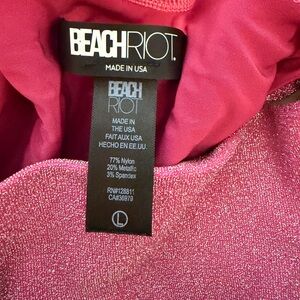 BEACHRIOT.
MADE IN USA
BEACH
RIOT
MADE IN
THE USA
FAIT AUX USA
HECHO EN EE.UU.
77% Nylon
20% Metallic
3% Spandex
RN#128811
CA#36979
L